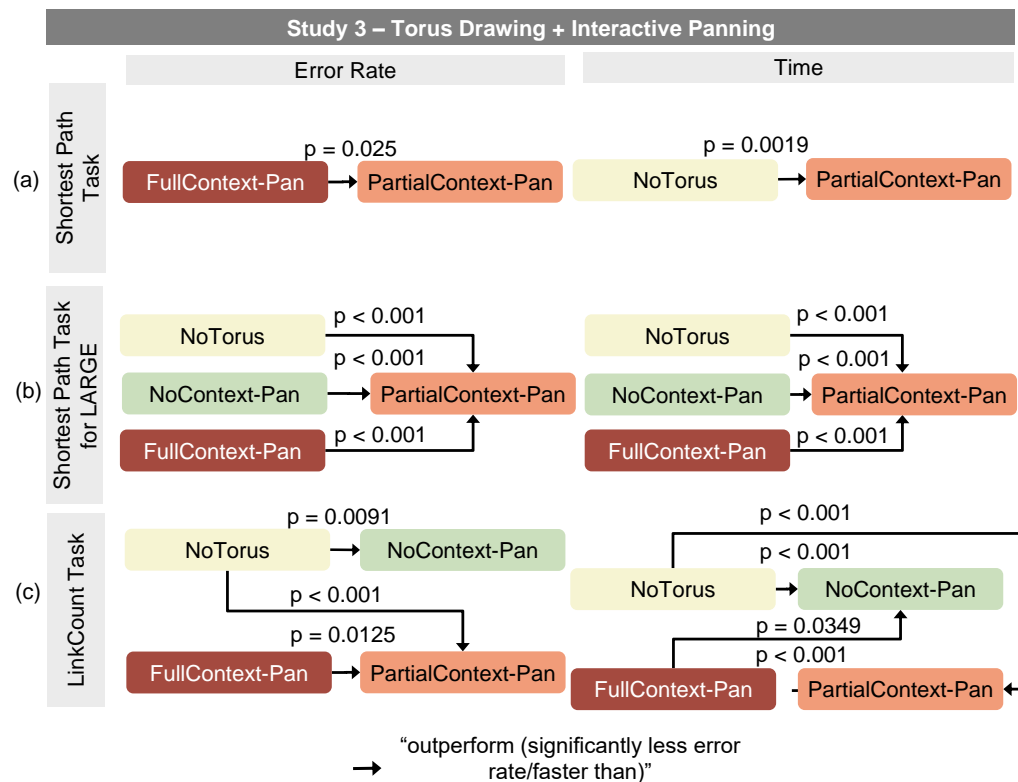 Study 3 – Torus Drawing + Interactive Panning
Error Rate
Time
(a)
Shortest Path
Task
p = 0.025
FullContext-Pan
PartialContext-Pan
p = 0.0019
NoTorus
PartialContext-Pan
(b)
Shortest Path Task
for LARGE
NoTorus
p < 0.001
p < 0.001
NoContext-Pan
PartialContext-Pan
FullContext-Pan
p < 0.001
NoTorus
p < 0.001
p < 0.001
NoContext-Pan
PartialContext-Pan
FullContext-Pan
p < 0.001
(c)
LinkCount Task
p = 0.0091
NoTorus
NoContext-Pan
p < 0.001
p = 0.0125
FullContext-Pan
PartialContext-Pan
p < 0.001
p < 0.001
NoTorus
NoContext-Pan
p = 0.0349
p < 0.001
FullContext-Pan
PartialContext-Pan
“outperform (significantly less error
rate/faster than)”